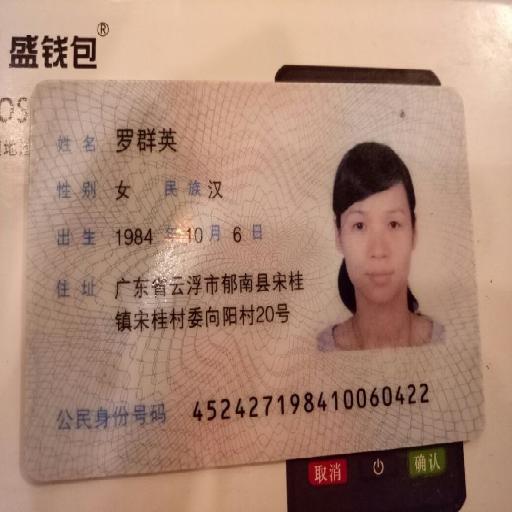 盛钱包®
OS
地
姓名 罗群英
性别 女 民族 汉
出生 1984 年 10 月 6 日
住址 广东省云浮市郁南县宋桂
镇宋桂村委向阳村20号
公民身份号码 452427198410060422
取消 确认